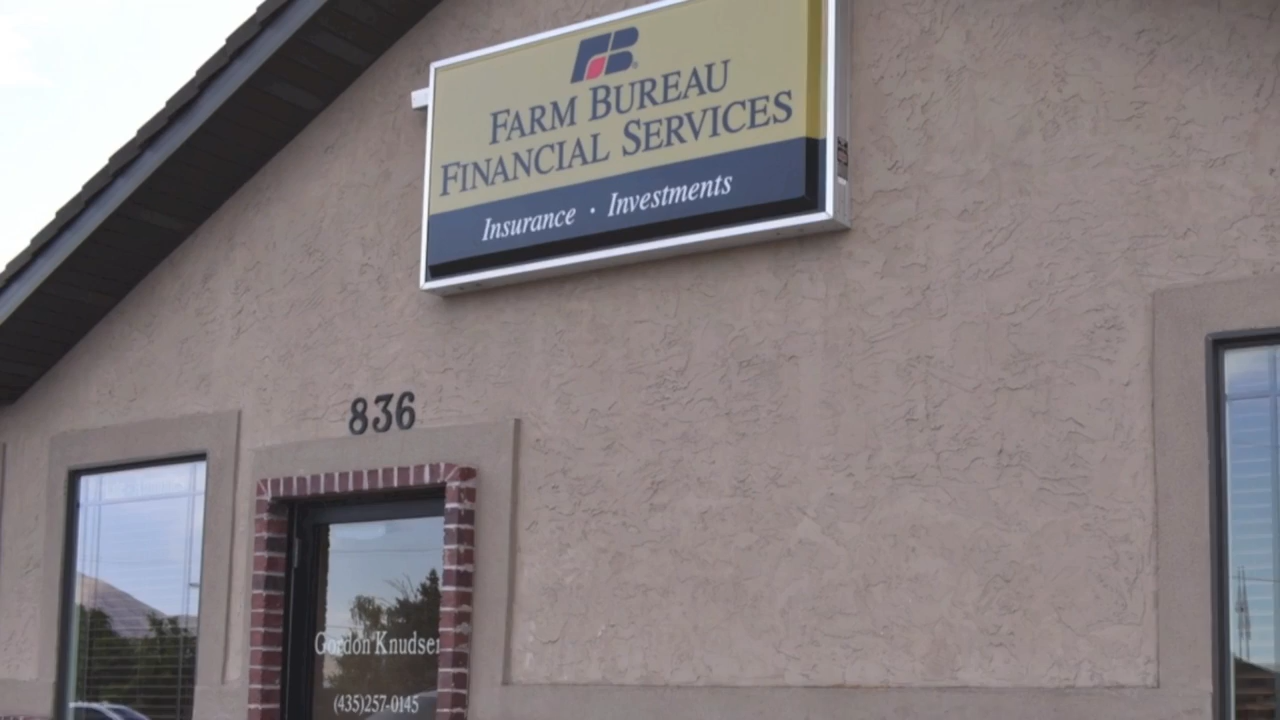 FB
FARM BUREAU
FINANCIAL SERVICES
Insurance · Investments
836
Gordon Knudsen
(435)257-0145